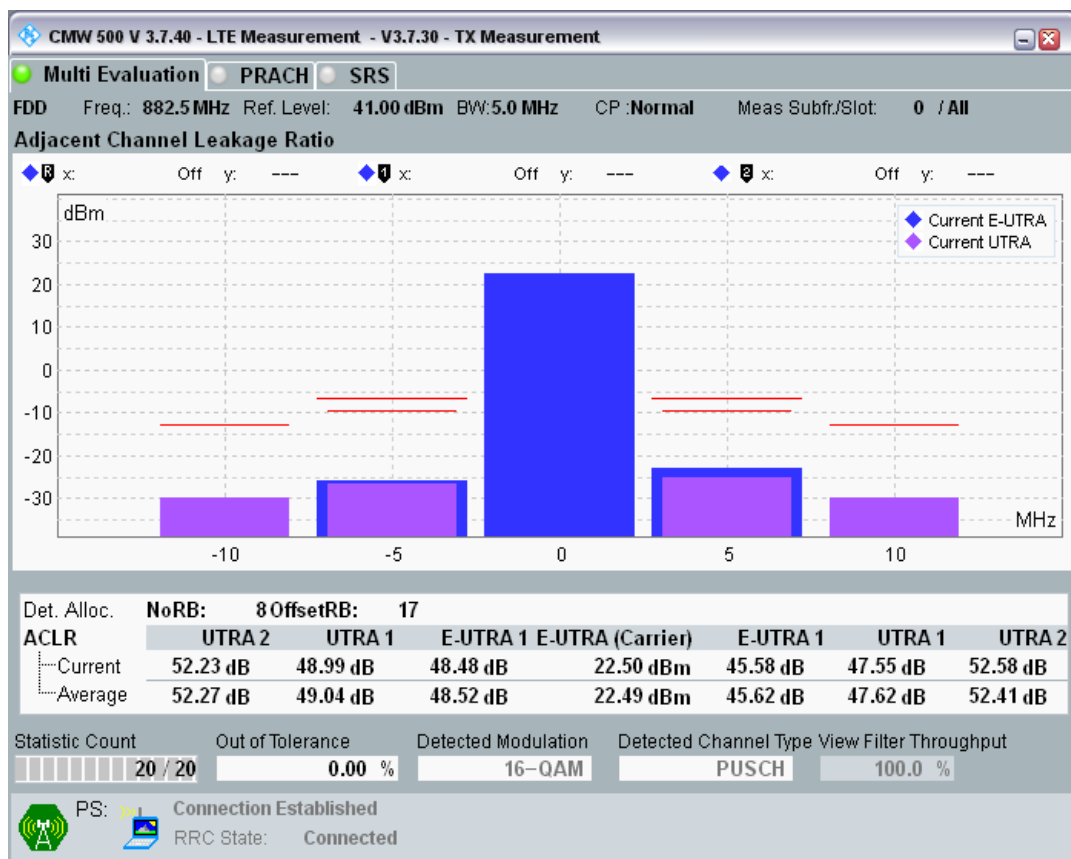 CMW 500 V 3.7.40 - LTE Measurement - V3.7.30 - TX Measurement
Multi Evaluation PRACH SRS
FDD Freq.: 882.5 MHz Ref. Level: 41.00 dBm BW: 5.0 MHz CP :Normal Meas Subfr./Slot: 0 / All
Adjacent Channel Leakage Ratio
R x: Off y: --- 1 x: Off y: --- 2 x: Off y: ---
dBm
Current E-UTRA
Current UTRA
30
20
10
0
-10
-20
-30
MHz
-10 -5 0 5 10
Det. Alloc. NoRB: 8 OffsetRB: 17
ACLR UTRA 2 UTRA 1 E-UTRA 1 E-UTRA (Carrier) E-UTRA 1 UTRA 1 UTRA 2
Current 52.23 dB 48.99 dB 48.48 dB 22.50 dBm 45.58 dB 47.55 dB 52.58 dB
Average 52.27 dB 49.04 dB 48.52 dB 22.49 dBm 45.62 dB 47.62 dB 52.41 dB
Statistic Count Out of Tolerance Detected Modulation Detected Channel Type View Filter Throughput
20 / 20 0.00 % 16-QAM PUSCH 100.0 %
PS: Connection Established
RRC State: Connected